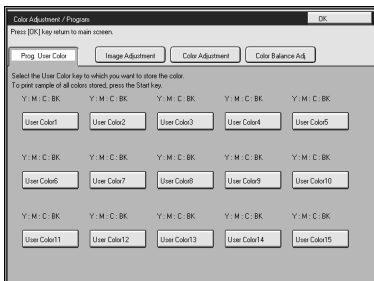 Color Adjustment / Program OK
Press [OK] key return to main screen.
Prog. User Color Image Adjustment Color Adjustment Color Balance Adj.
Select the User Color key to which you want to store the color.
To print sample of all colors stored, press the Start key.
Y : M : C : BK Y : M : C : BK Y : M : C : BK Y : M : C : BK Y : M : C : BK
User Color1 User Color2 User Color3 User Color4 User Color5
Y : M : C : BK Y : M : C : BK Y : M : C : BK Y : M : C : BK Y : M : C : BK
User Color6 User Color7 User Color8 User Color9 User Color10
Y : M : C : BK Y : M : C : BK Y : M : C : BK Y : M : C : BK Y : M : C : BK
User Color11 User Color12 User Color13 User Color14 User Color15